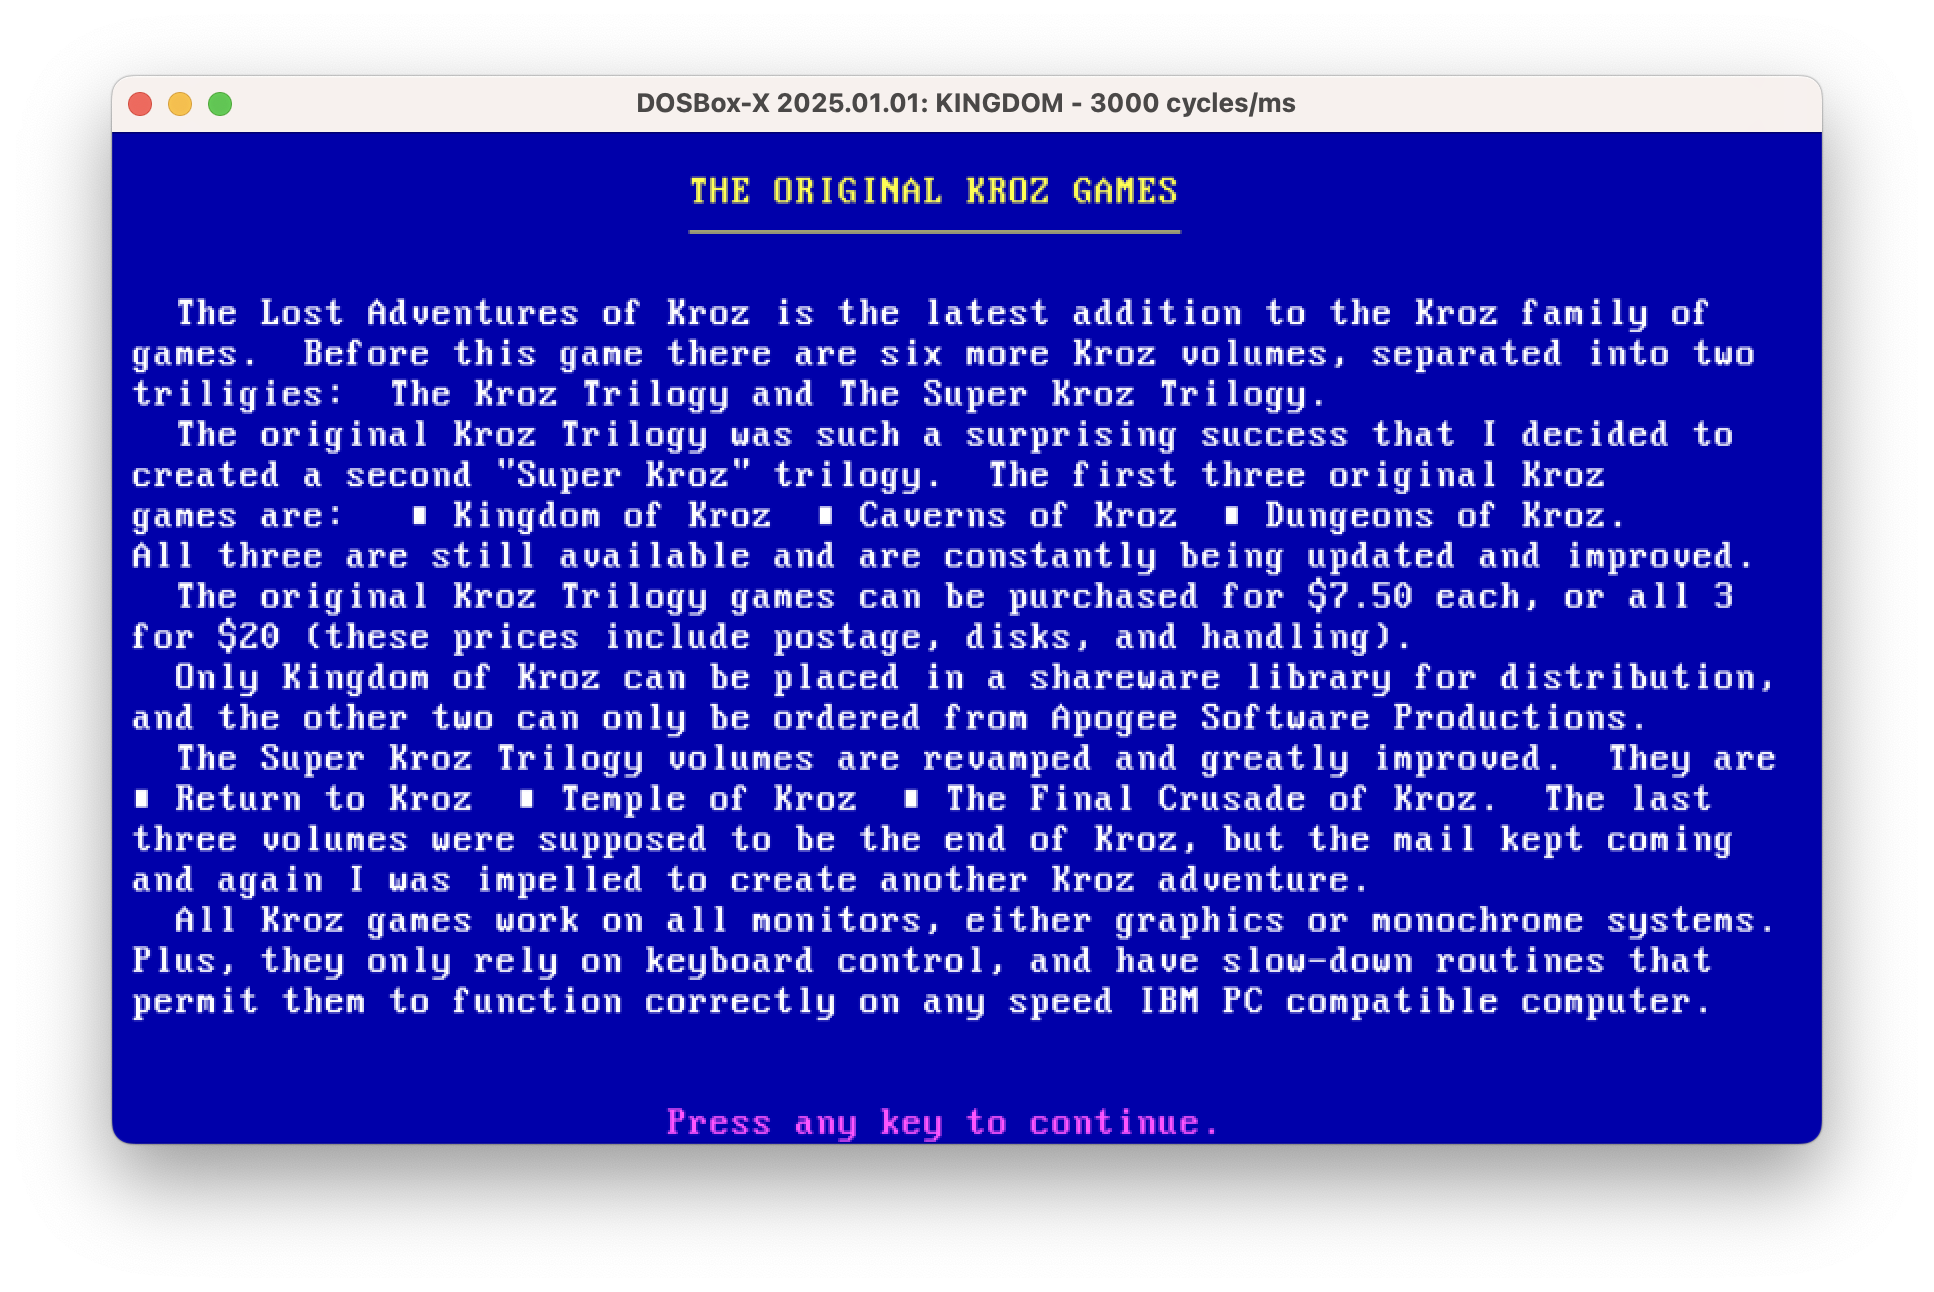 DOSBox-X 2025.01.01: KINGDOM - 3000 cycles/ms
THE ORIGINAL KROZ GAMES
The Lost Adventures of Kroz is the latest addition to the Kroz family of
games.  Before this game there are six more Kroz volumes, separated into two
triligies:  The Kroz Trilogy and The Super Kroz Trilogy.
The original Kroz Trilogy was such a surprising success that I decided to
created a second "Super Kroz" trilogy.  The first three original Kroz
games are:   ■ Kingdom of Kroz  ■ Caverns of Kroz  ■ Dungeons of Kroz.
All three are still available and are constantly being updated and improved.
The original Kroz Trilogy games can be purchased for $7.50 each, or all 3
for $20 (these prices include postage, disks, and handling).
Only Kingdom of Kroz can be placed in a shareware library for distribution,
and the other two can only be ordered from Apogee Software Productions.
The Super Kroz Trilogy volumes are revamped and greatly improved.  They are
■ Return to Kroz  ■ Temple of Kroz  ■ The Final Crusade of Kroz.  The last
three volumes were supposed to be the end of Kroz, but the mail kept coming
and again I was impelled to create another Kroz adventure.
All Kroz games work on all monitors, either graphics or monochrome systems.
Plus, they only rely on keyboard control, and have slow-down routines that
permit them to function correctly on any speed IBM PC compatible computer.
Press any key to continue.